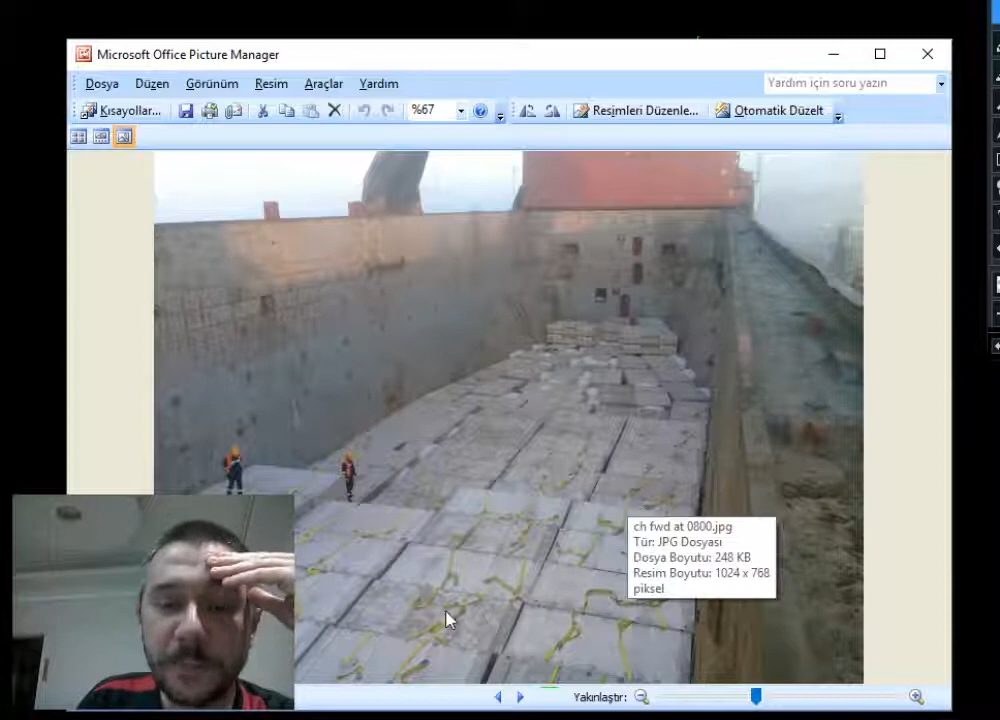 Microsoft Office Picture Manager
Dosya Düzen Görünüm Resim Araçlar Yardım
Yardım için soru yazın
Kısayollar...
%67
Resimleri Düzenle...
Otomatik Düzelt
ch fwd at 0800.jpg
Tür: JPG Dosyası
Dosya Boyutu: 248 KB
Resim Boyutu: 1024 x 768
piksel
Yakınlaştır: